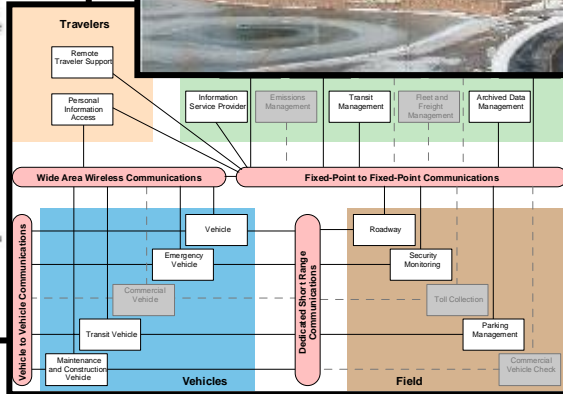 Travelers
Remote
Traveler Support
Personal
Information
Access
Information
Service Provider
Emissions
Management
Transit
Management
Fleet and
Freight
Management
Archived Data
Management
Wide Area Wireless Communications
Fixed-Point to Fixed-Point Communications
Vehicle to Vehicle Communications
Vehicle
Emergency
Vehicle
Commercial
Vehicle
Transit Vehicle
Maintenance
and Construction
Vehicle
Vehicles
Dedicated Short Range
Communications
Roadway
Security
Monitoring
Toll Collection
Parking
Management
Commercial
Vehicle Check
Field